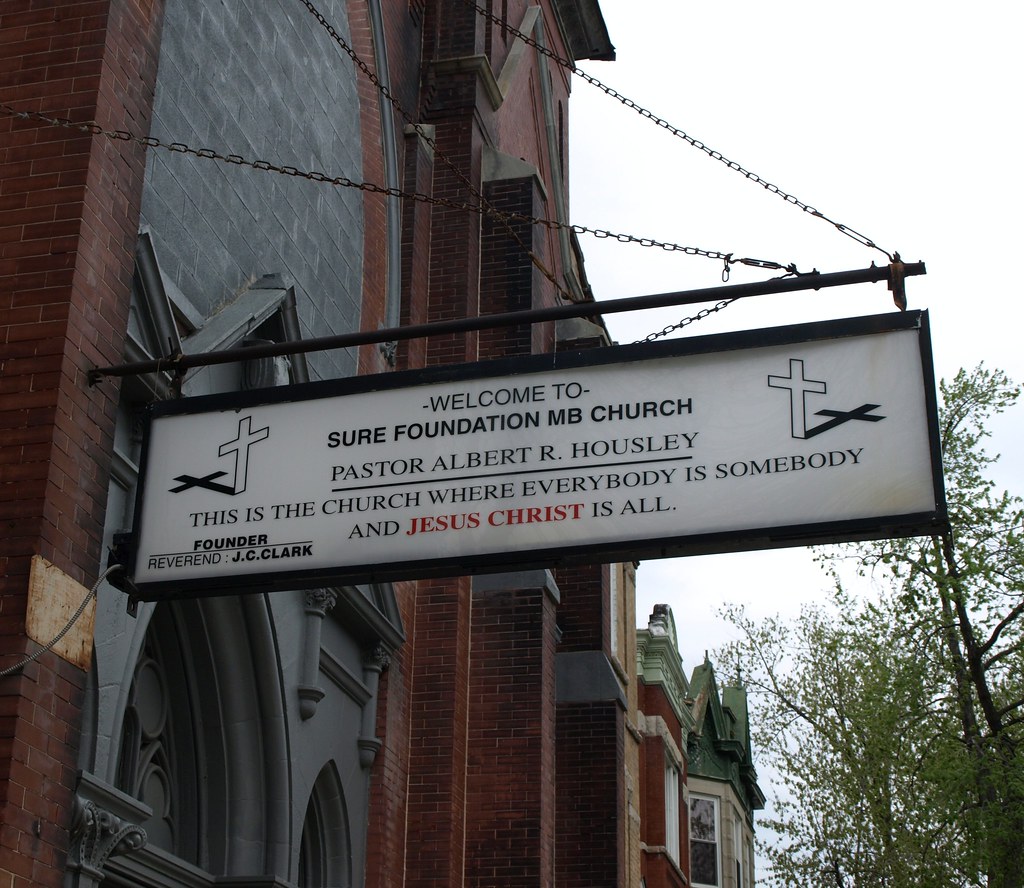 -WELCOME TO-
SURE FOUNDATION MB CHURCH
PASTOR ALBERT R. HOUSLEY
THIS IS THE CHURCH WHERE EVERYBODY IS SOMEBODY
AND JESUS CHRIST IS ALL.
FOUNDER
REVEREND : J.C.CLARK